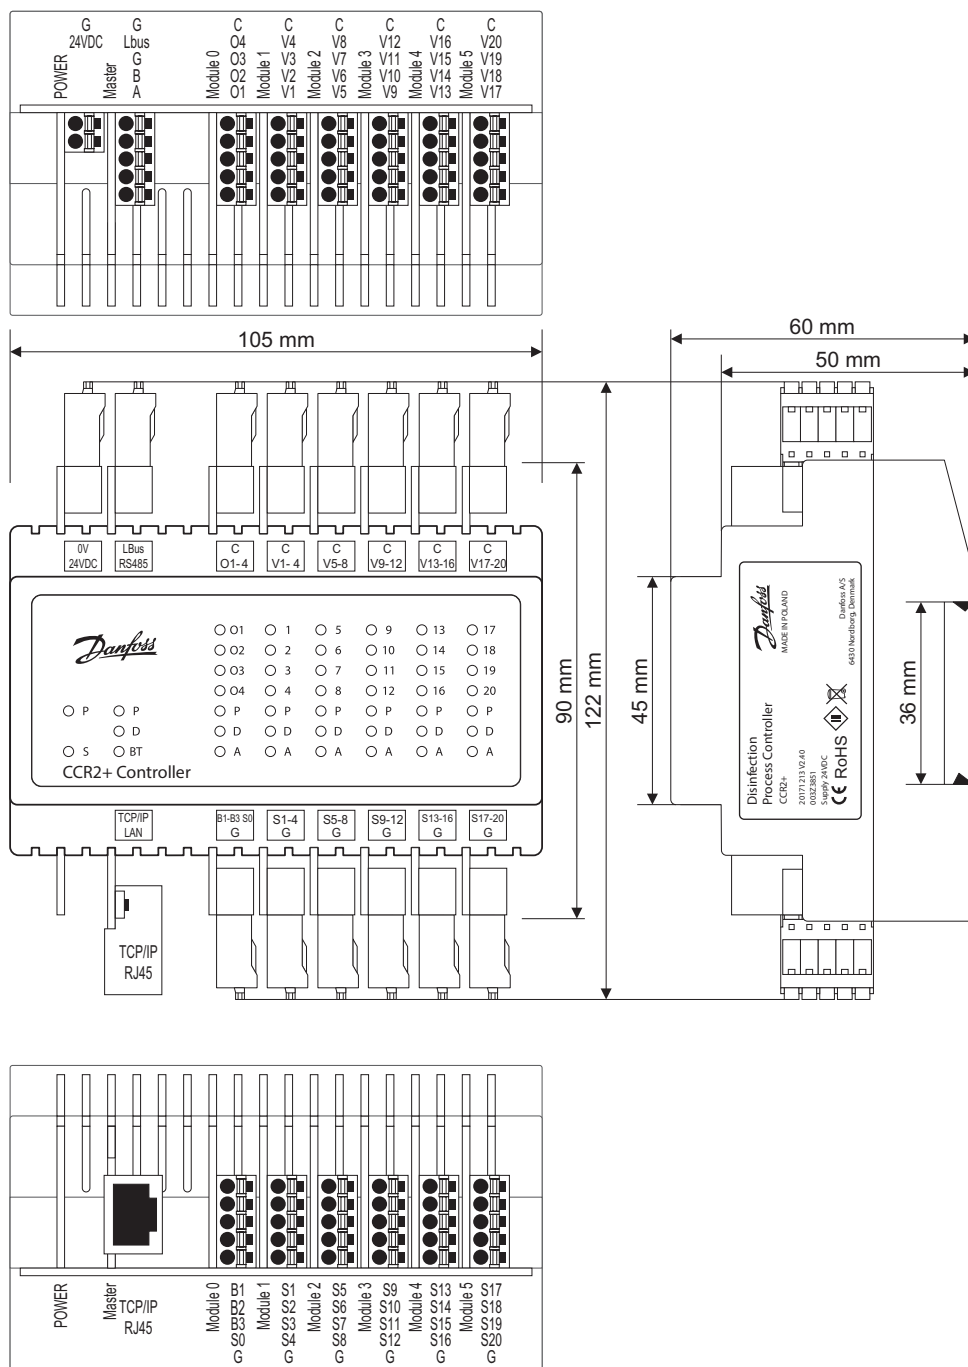 G G C C C C C C
24VDC Lbus O4 V4 V8 V12 V16 V20
G O3 V3 V7 V11 V15 V19
B O2 V2 V6 V10 V14 V18
A O1 V1 V5 V9 V13 V17
POWER
Master
Module 0
Module 1
Module 2
Module 3
Module 4
Module 5
105 mm
60 mm
50 mm
0V LBus C C C C C C
24VDC RS485 O1-4 V1-4 V5-8 V9-12 V13-16 V17-20
Danfoss
O1 1 5 9 13 17
O2 2 6 10 14 18
O3 3 7 11 15 19
O4 4 8 12 16 20
P P P P P P P P
D D D D D D D
S BT A A A A A A
CCR2+ Controller
TCP/IP B1-B3 S0 S1-4 S5-8 S9-12 S13-16 S17-20
LAN G G G G G G
TCP/IP
RJ45
90 mm
122 mm
45 mm
36 mm
Danfoss
MADE IN POLAND
Danfoss A/S
6430 Nordborg, Denmark
Disinfection
Process Controller
CCR2+
20171213 V2.40
003Z3851
Supply 24VDC
CE RoHS
POWER
Master
TCP/IP
RJ45
Module 0
Module 1
Module 2
Module 3
Module 4
Module 5
B1 S1 S5 S9 S13 S17
B2 S2 S6 S10 S14 S18
B3 S3 S7 S11 S15 S19
S0 S4 S8 S12 S16 S20
G G G G G G